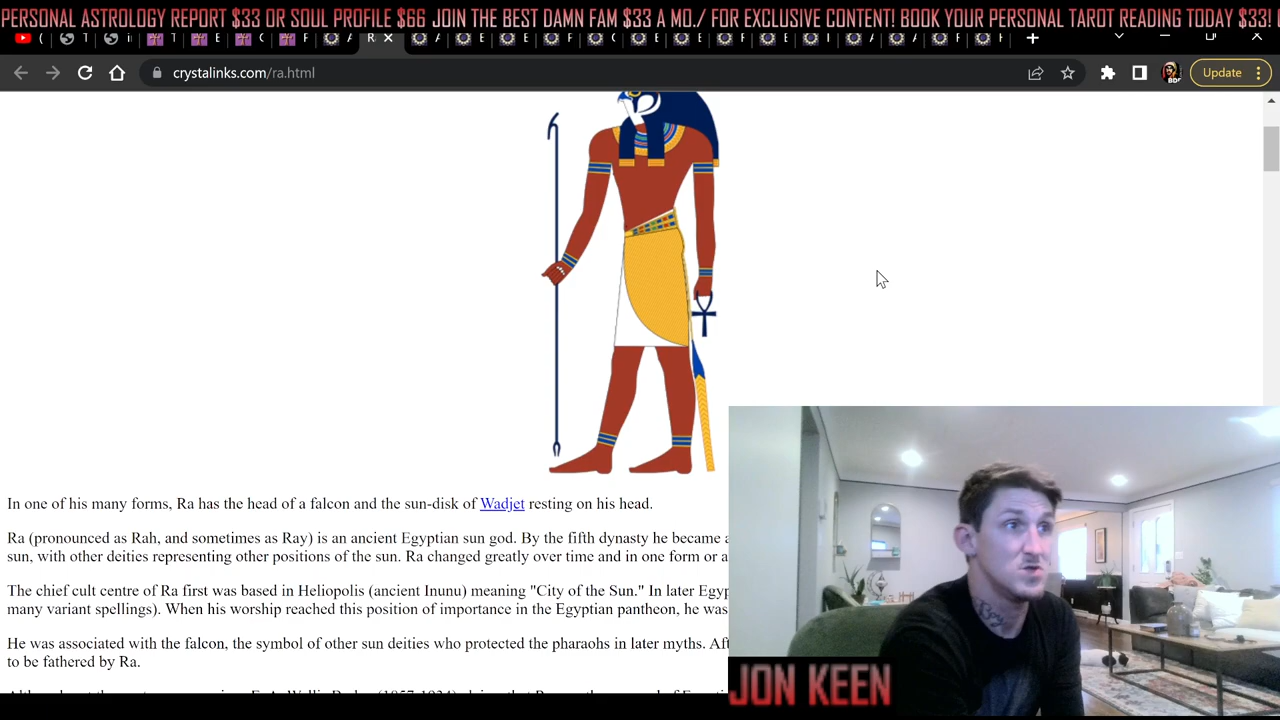 PERSONAL ASTROLOGY REPORT $33 OR SOUL PROFILE $66 JOIN THE BEST DAMN FAM $33 A MO./ FOR EXCLUSIVE CONTENT! BOOK YOUR PERSONAL TAROT READING TODAY $33!
crystalinks.com/ra.html
Update
In one of his many forms, Ra has the head of a falcon and the sun-disk of Wadjet resting on his head.
Ra (pronounced as Rah, and sometimes as Ray) is an ancient Egyptian sun god. By the fifth dynasty he became a
sun, with other deities representing other positions of the sun. Ra changed greatly over time and in one form or a
The chief cult centre of Ra first was based in Heliopolis (ancient Inunu) meaning "City of the Sun." In later Egyp
many variant spellings). When his worship reached this position of importance in the Egyptian pantheon, he was
He was associated with the falcon, the symbol of other sun deities who protected the pharaohs in later myths. Aft
to be fathered by Ra.
JON KEEN